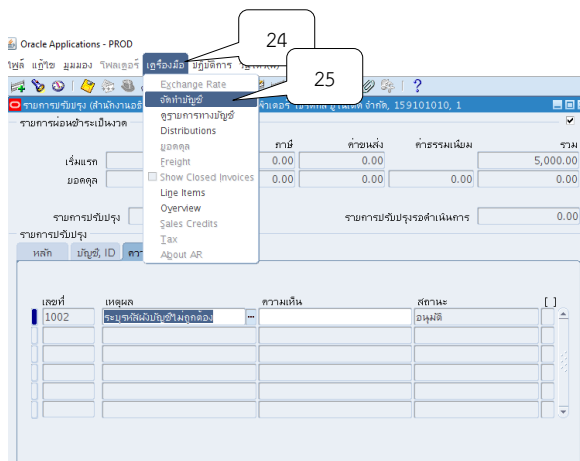 24
Oracle Applications - PROD
แก้ไข มุมมอง โฟลเดอร์ เครื่องมือ ปฏิบัติการ
25
Exchange Rate
จัดทำบัญชี
ดูรายการทางบัญชี
Distributions
ยอดดุล
Freight
Show Closed Invoices
Line Items
Overview
Sales Credits
Tax
About AR
รายการปรับปรุง จำกัด, 159101010, 1
รายการผ่อนชำระเป็นงวด
ภาษี ค่าขนส่ง ค่าธรรมเนียม รวม
เริ่มแรก 0.00 0.00 5,000.00
ยอดดุล 0.00 0.00 0.00 0.00
รายการปรับปรุง รายการปรับปรุงรอดำเนินการ 0.00
รายการปรับปรุง
หลัก บัญชี, ID
เลขที่ เหตุผล ความเห็น สถานะ [ ]
1002 ระบุรหัสผังบัญชีไม่ถูกต้อง อนุมัติ